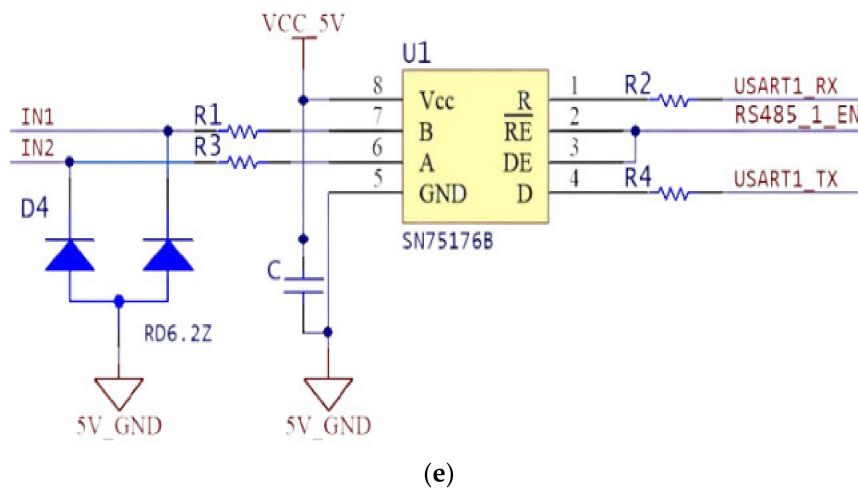 VCC_5V
U1
8 Vcc R 1 R2 USART1_RX
IN1 R1 7 B RE 2 RS485_1_EN
IN2 R3 6 A DE 3
5 GND D 4 R4 USART1_TX
D4
SN75176B
C
RD6.2Z
5V_GND 5V_GND
(e)